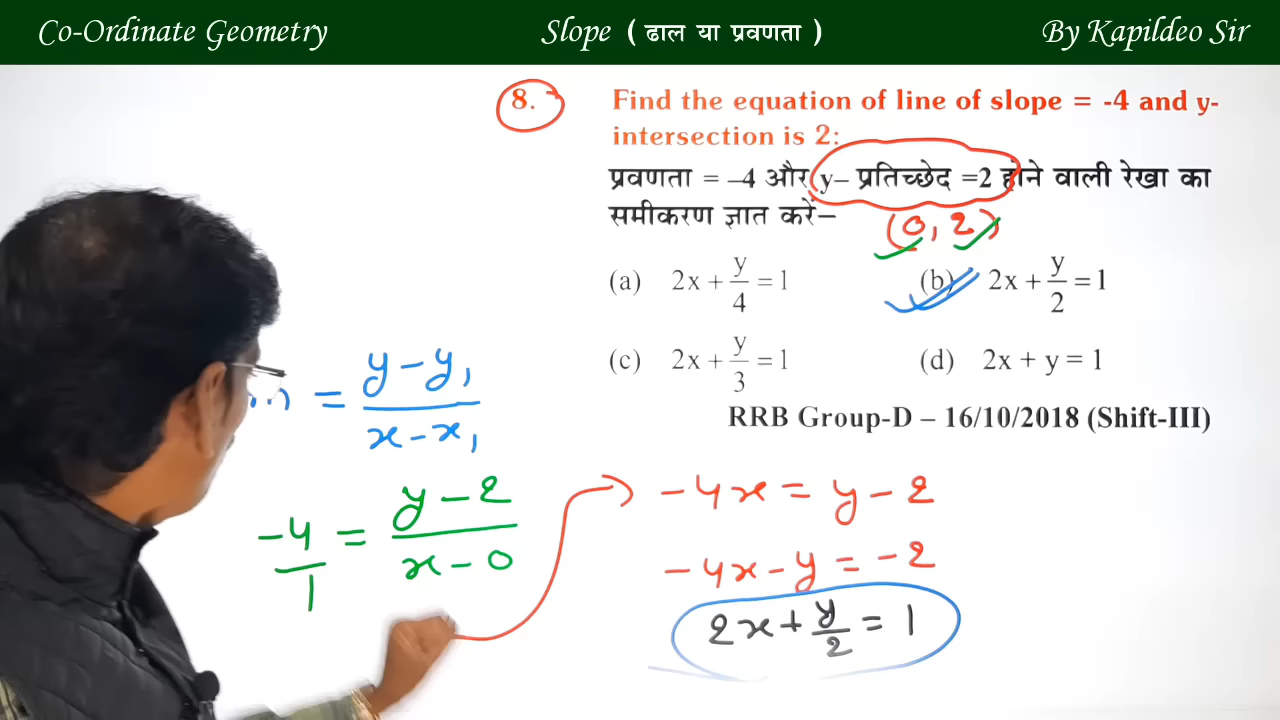 Co-Ordinate Geometry Slope ( ढाल या प्रवणता ) By Kapildeo Sir
8. Find the equation of line of slope = -4 and y-
intersection is 2:
प्रवणता = –4 और y– प्रतिच्छेद =2 होने वाली रेखा का
समीकरण ज्ञात करें–
(0, 2)
(a) 2x + y/4 = 1 (b) 2x + y/2 = 1
(c) 2x + y/3 = 1 (d) 2x + y = 1
RRB Group-D – 16/10/2018 (Shift-III)
= y - y₁ / x - x₁
-4/1 = y - 2 / x - 0
-4x = y - 2
-4x - y = -2
2x + y/2 = 1